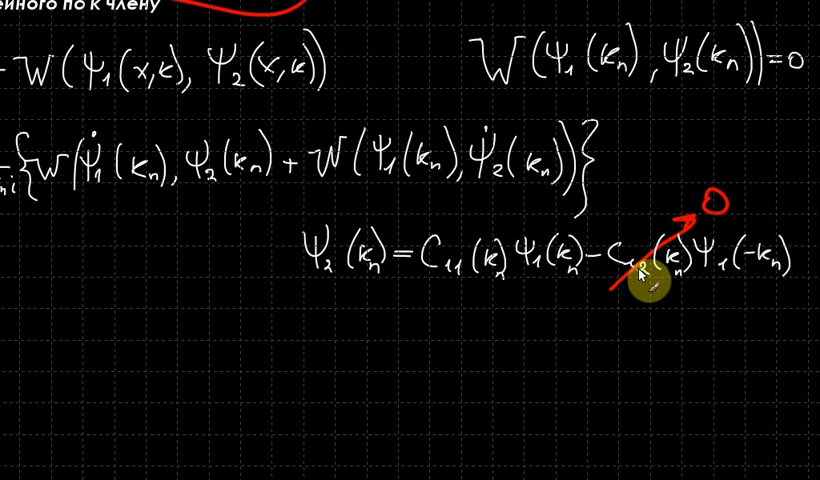 ейного по к члену
- W(Ψ₁(x,k), Ψ₂(x,k)) W(Ψ₁(kₙ), Ψ₂(kₙ))=0
{W(Ψ̇₁(kₙ), Ψ₂(kₙ) + W(Ψ₁(kₙ), Ψ̇₂(kₙ))}
0
Ψ₂(kₙ) = C₁₁(kₙ)Ψ₁(kₙ) - C₁₂(kₙ)Ψ₁(-kₙ)